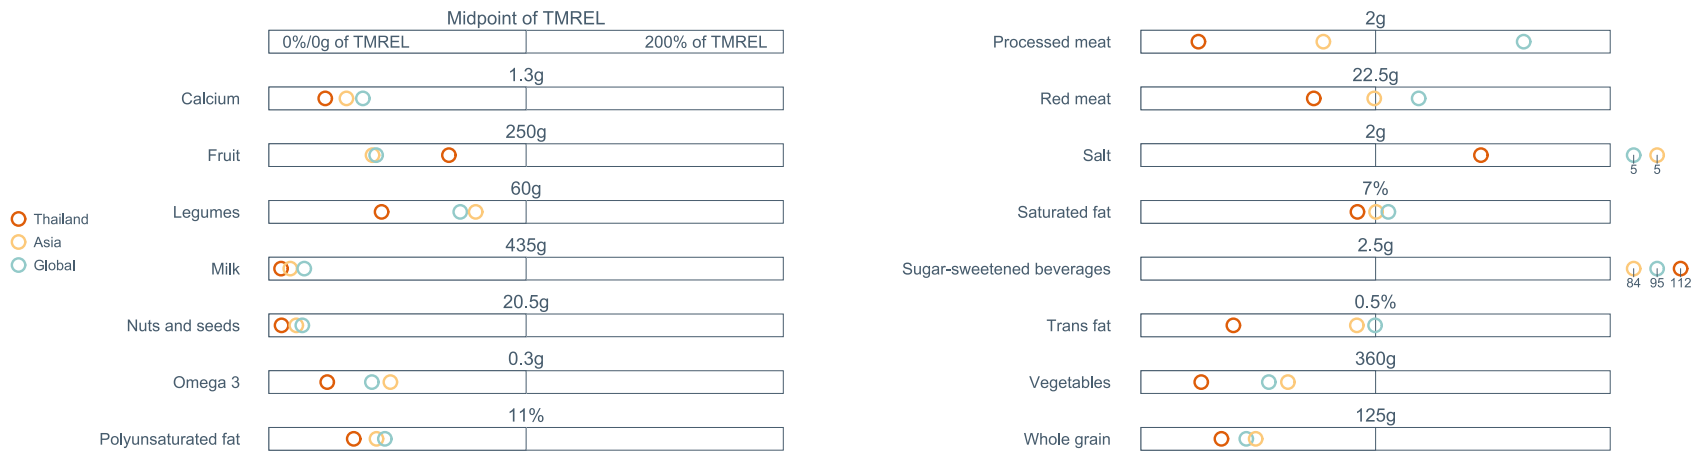 Midpoint of TMREL
0%/0g of TMREL 200% of TMREL
1.3g
Calcium
250g
Fruit
60g
Legumes
435g
Milk
20.5g
Nuts and seeds
0.3g
Omega 3
11%
Polyunsaturated fat
Thailand
Asia
Global
2g
Processed meat
22.5g
Red meat
2g
Salt
5 5
7%
Saturated fat
2.5g
Sugar-sweetened beverages
84 95 112
0.5%
Trans fat
360g
Vegetables
125g
Whole grain